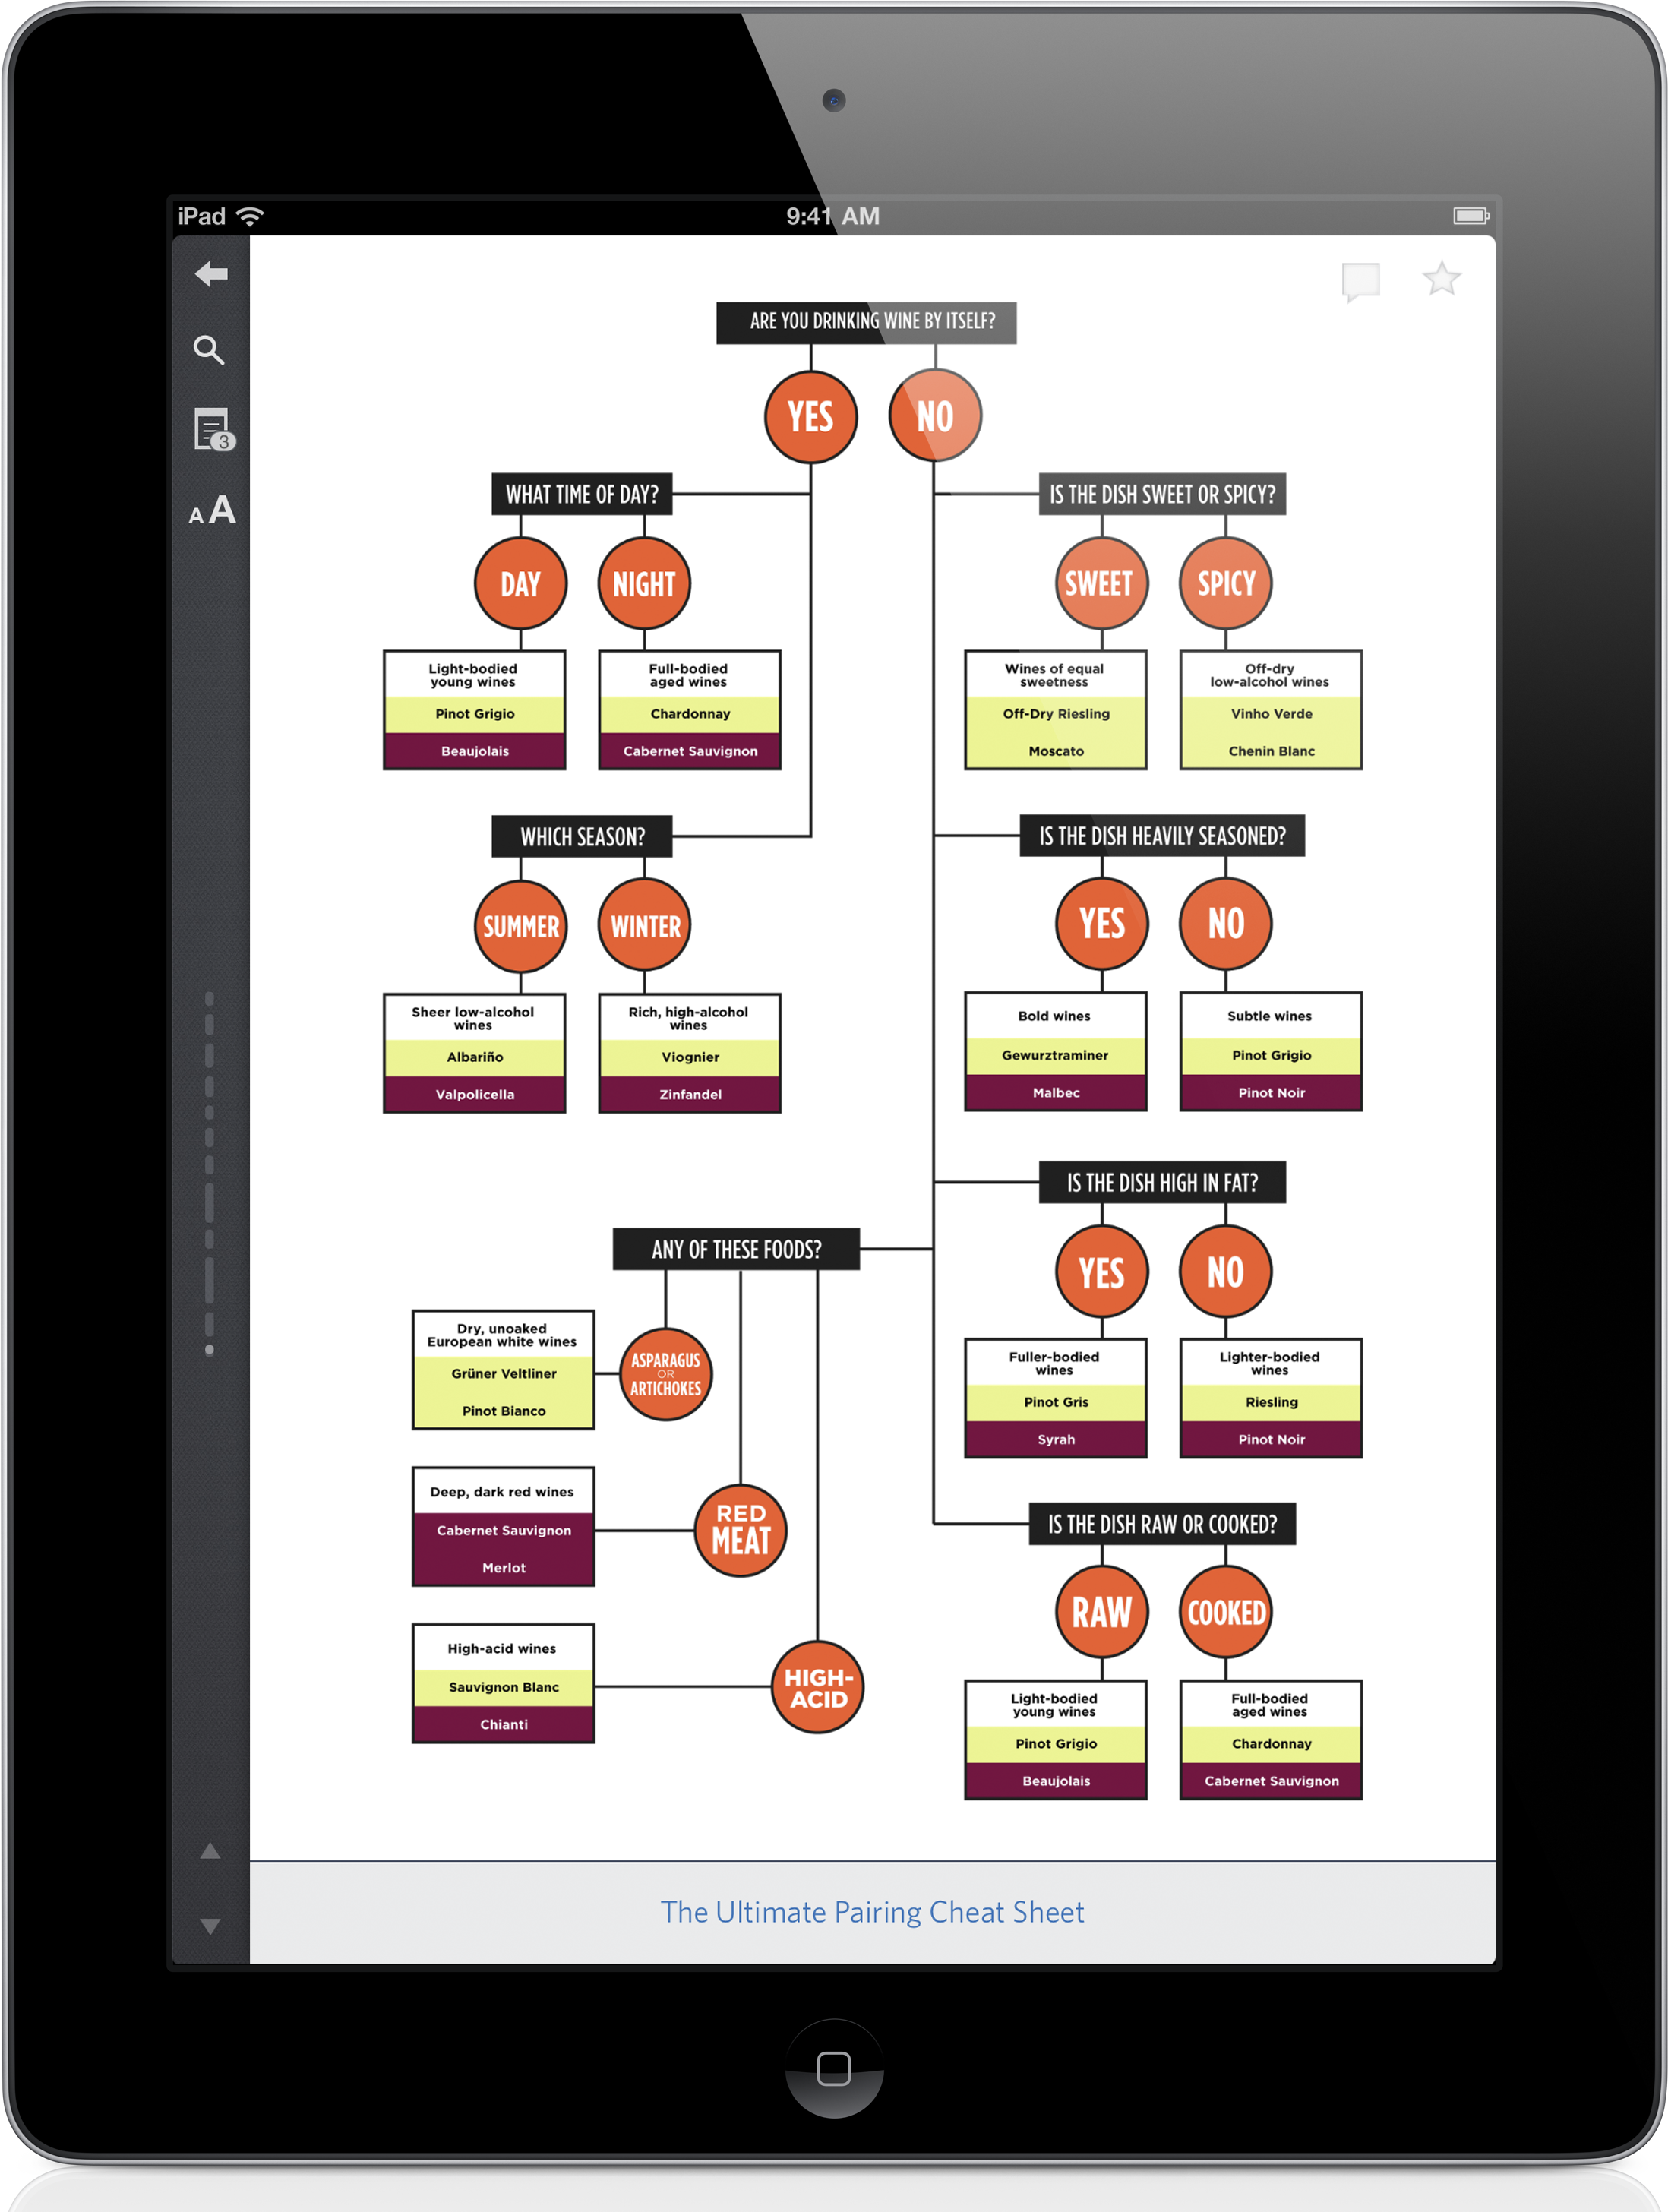 iPad
9:41 AM
3
AA
ARE YOU DRINKING WINE BY ITSELF?
YES
NO
WHAT TIME OF DAY?
DAY
NIGHT
Light-bodied
young wines
Pinot Grigio
Beaujolais
Full-bodied
aged wines
Chardonnay
Cabernet Sauvignon
WHICH SEASON?
SUMMER
WINTER
Sheer low-alcohol
wines
Albariño
Valpolicella
Rich, high-alcohol
wines
Viognier
Zinfandel
IS THE DISH SWEET OR SPICY?
SWEET
SPICY
Wines of equal
sweetness
Off-Dry Riesling
Moscato
Off-dry
low-alcohol wines
Vinho Verde
Chenin Blanc
IS THE DISH HEAVILY SEASONED?
YES
NO
Bold wines
Gewurztraminer
Malbec
Subtle wines
Pinot Grigio
Pinot Noir
IS THE DISH HIGH IN FAT?
YES
NO
Fuller-bodied
wines
Pinot Gris
Syrah
Lighter-bodied
wines
Riesling
Pinot Noir
IS THE DISH RAW OR COOKED?
RAW
COOKED
Light-bodied
young wines
Pinot Grigio
Beaujolais
Full-bodied
aged wines
Chardonnay
Cabernet Sauvignon
ANY OF THESE FOODS?
ASPARAGUS
OR
ARTICHOKES
Dry, unoaked
European white wines
Grüner Veltliner
Pinot Bianco
RED
MEAT
Deep, dark red wines
Cabernet Sauvignon
Merlot
HIGH-
ACID
High-acid wines
Sauvignon Blanc
Chianti
The Ultimate Pairing Cheat Sheet